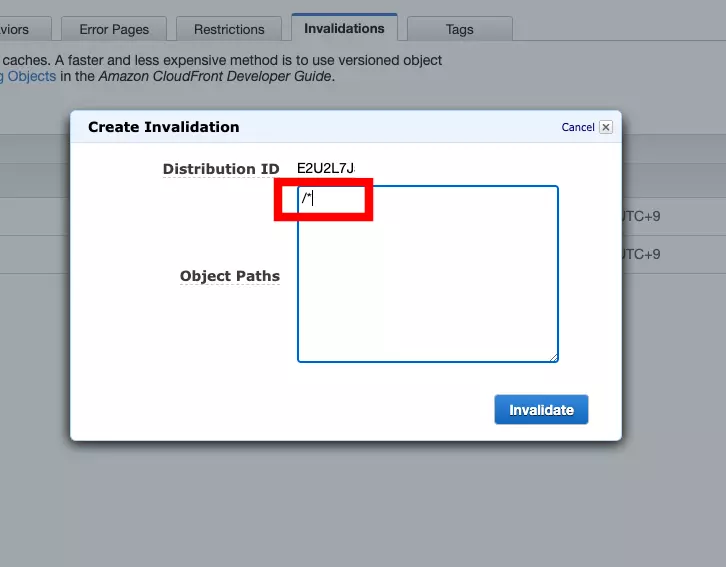 Error Pages
Restrictions
Invalidations
Tags
caches. A faster and less expensive method is to use versioned object
Objects in the Amazon CloudFront Developer Guide.
Create Invalidation
Cancel
Distribution ID
E2U2L7J
/*
UTC+9
Object Paths
UTC+9
Invalidate